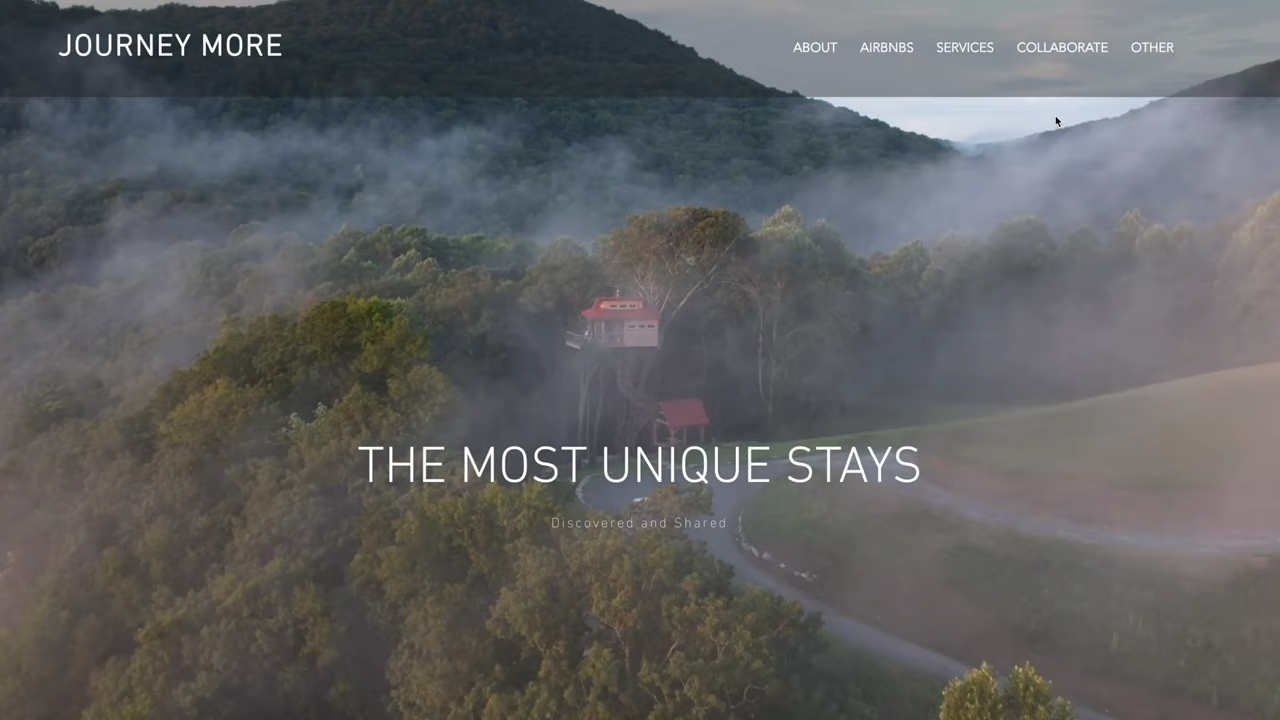 JOURNEY MORE
ABOUT AIRBNBS SERVICES COLLABORATE OTHER
THE MOST UNIQUE STAYS
Discovered and Shared